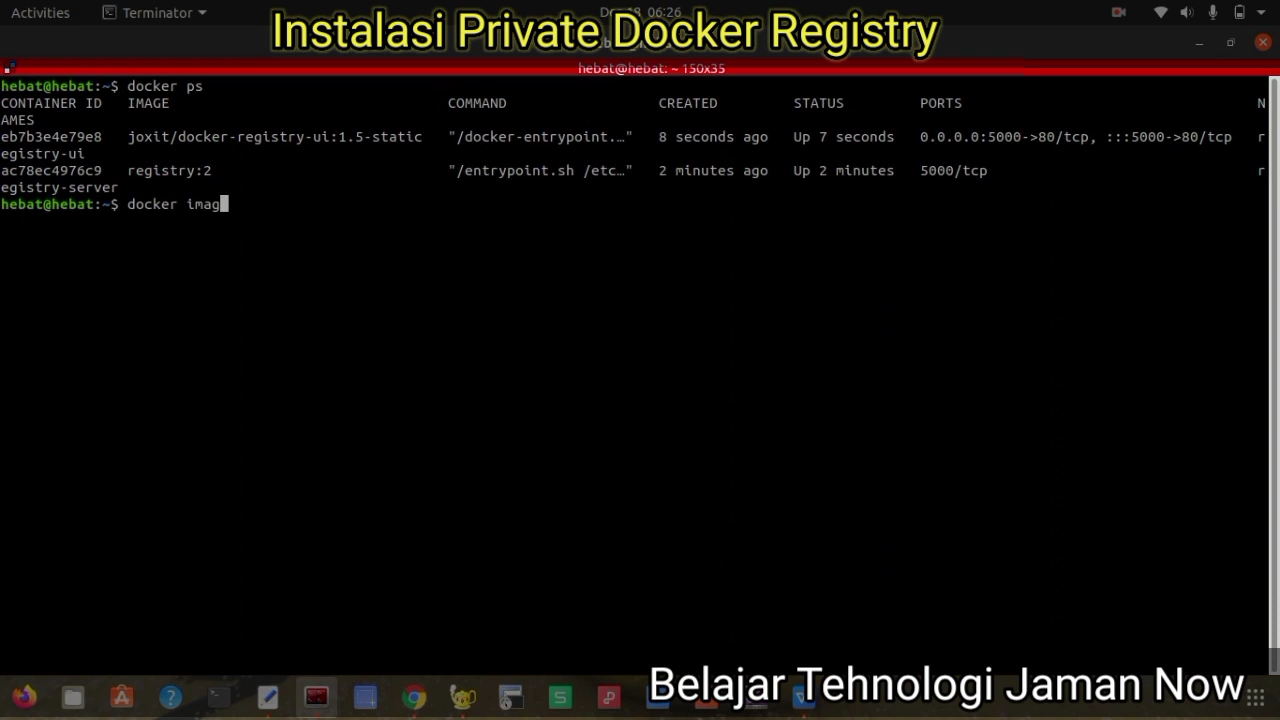 Activities Terminator
Instalasi Private Docker Registry
hebat@hebat: ~ 150x35
hebat@hebat:~$ docker ps
CONTAINER ID IMAGE COMMAND CREATED STATUS PORTS N
AMES
eb7b3e4e79e8 joxit/docker-registry-ui:1.5-static "/docker-entrypoint.…" 8 seconds ago Up 7 seconds 0.0.0.0:5000->80/tcp, :::5000->80/tcp r
egistry-ui
ac78ec4976c9 registry:2 "/entrypoint.sh /etc…" 2 minutes ago Up 2 minutes 5000/tcp r
egistry-server
hebat@hebat:~$ docker imag
Belajar Tehnologi Jaman Now